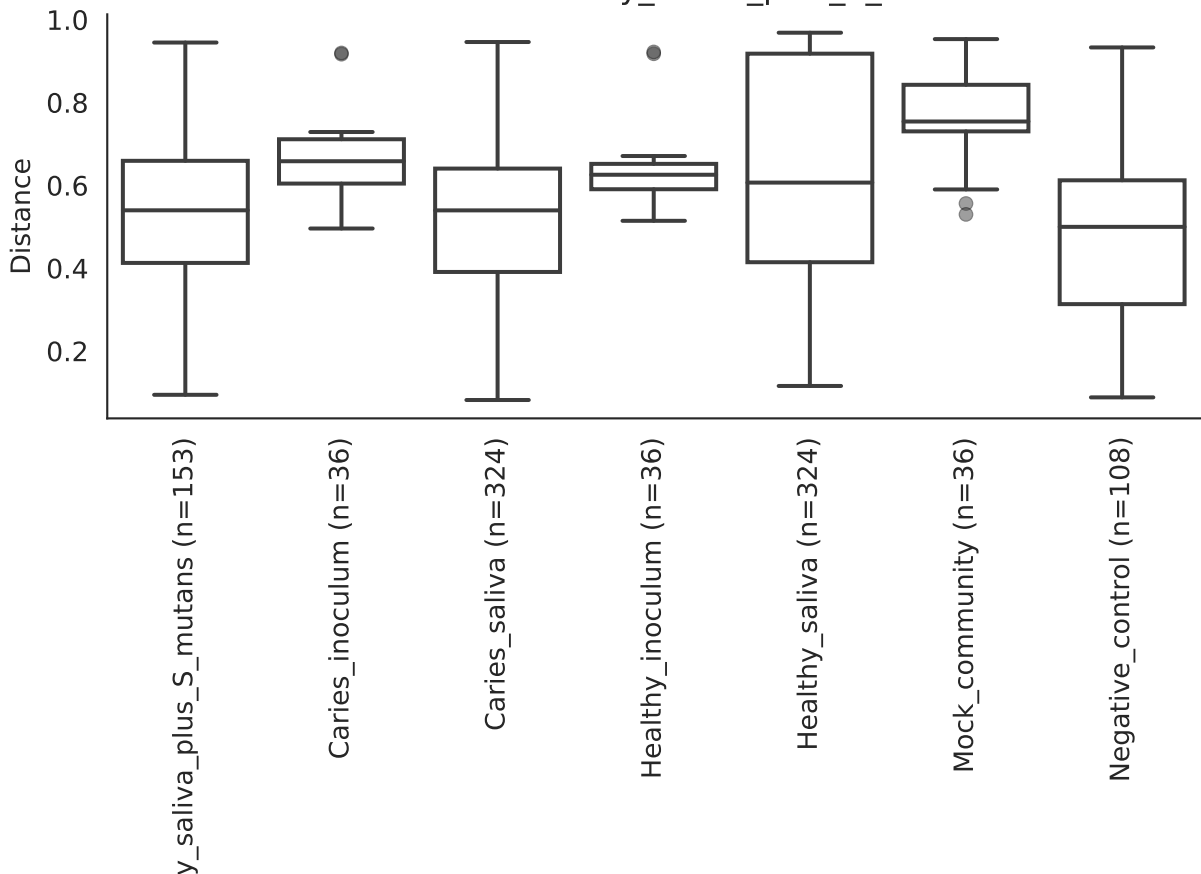 1.0
0.8
0.6
0.4
0.2
Distance
y_saliva_plus_S_mutans (n=153)
Caries_inoculum (n=36)
Caries_saliva (n=324)
Healthy_inoculum (n=36)
Healthy_saliva (n=324)
Mock_community (n=36)
Negative_control (n=108)